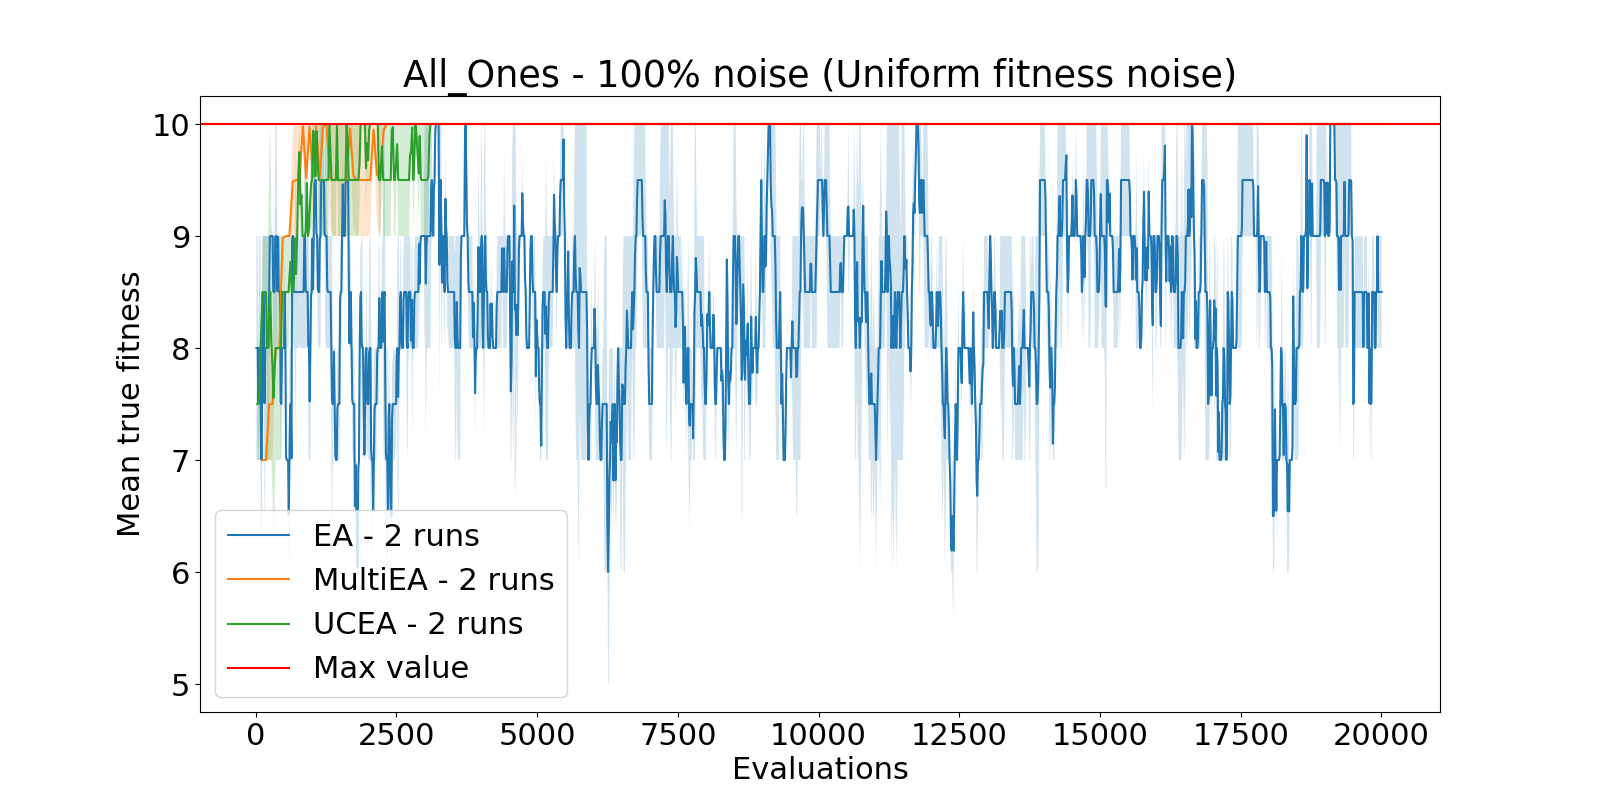 All_Ones - 100% noise (Uniform fitness noise)
Mean true fitness
10
9
8
7
6
5
EA - 2 runs
MultiEA - 2 runs
UCEA - 2 runs
Max value
0 2500 5000 7500 10000 12500 15000 17500 20000
Evaluations